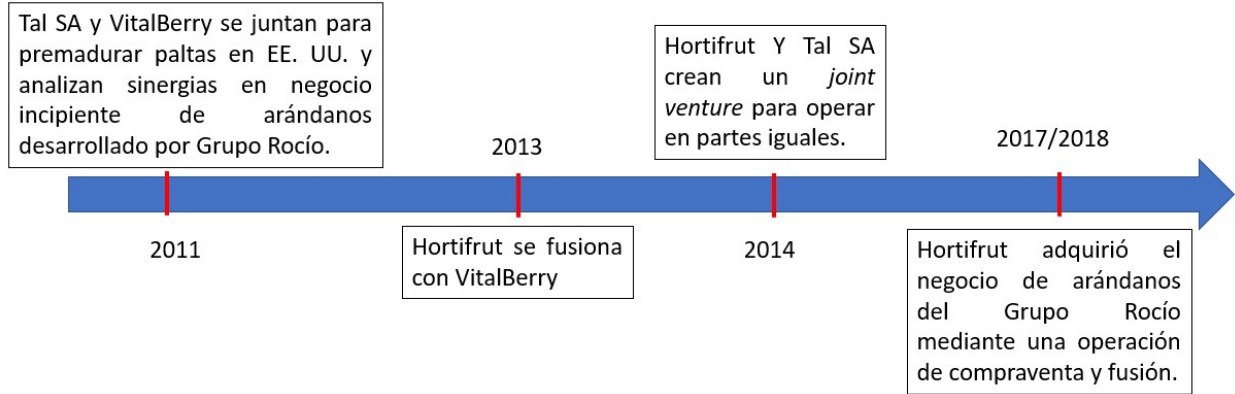 Tal SA y VitalBerry se juntan para
premadurar paltas en EE. UU. y
analizan sinergias en negocio
incipiente de arándanos
desarrollado por Grupo Rocío.
2011
2013
Hortifrut se fusiona
con VitalBerry
Hortifrut Y Tal SA
crean un joint
venture para operar
en partes iguales.
2014
2017/2018
Hortifrut adquirió el
negocio de arándanos
del Grupo Rocío
mediante una operación
de compraventa y fusión.